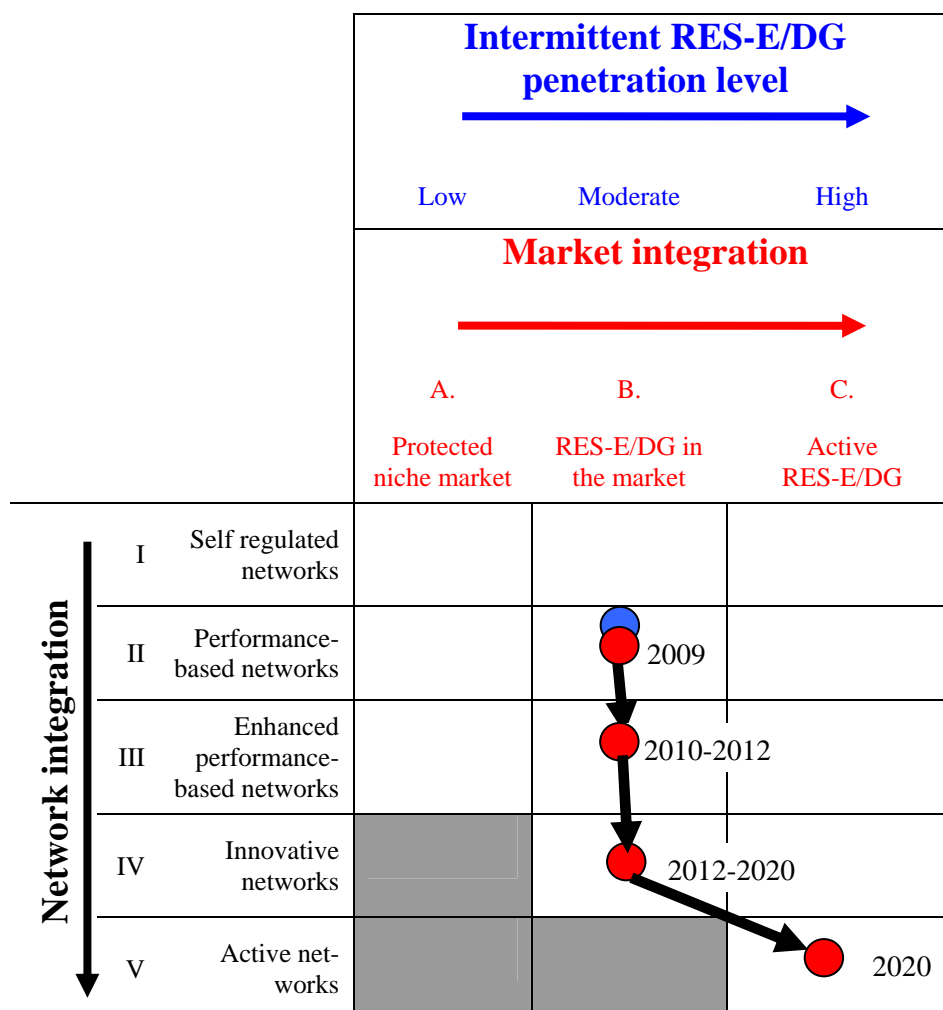 Intermittent RES-E/DG
penetration level
Low Moderate High
Market integration
A. B. C.
Protected RES-E/DG in Active
niche market the market RES-E/DG
Network integration
I Self regulated
networks
II Performance-
based networks
2009
III Enhanced
performance-
based networks
2010-2012
IV Innovative
networks
2012-2020
V Active net-
works
2020